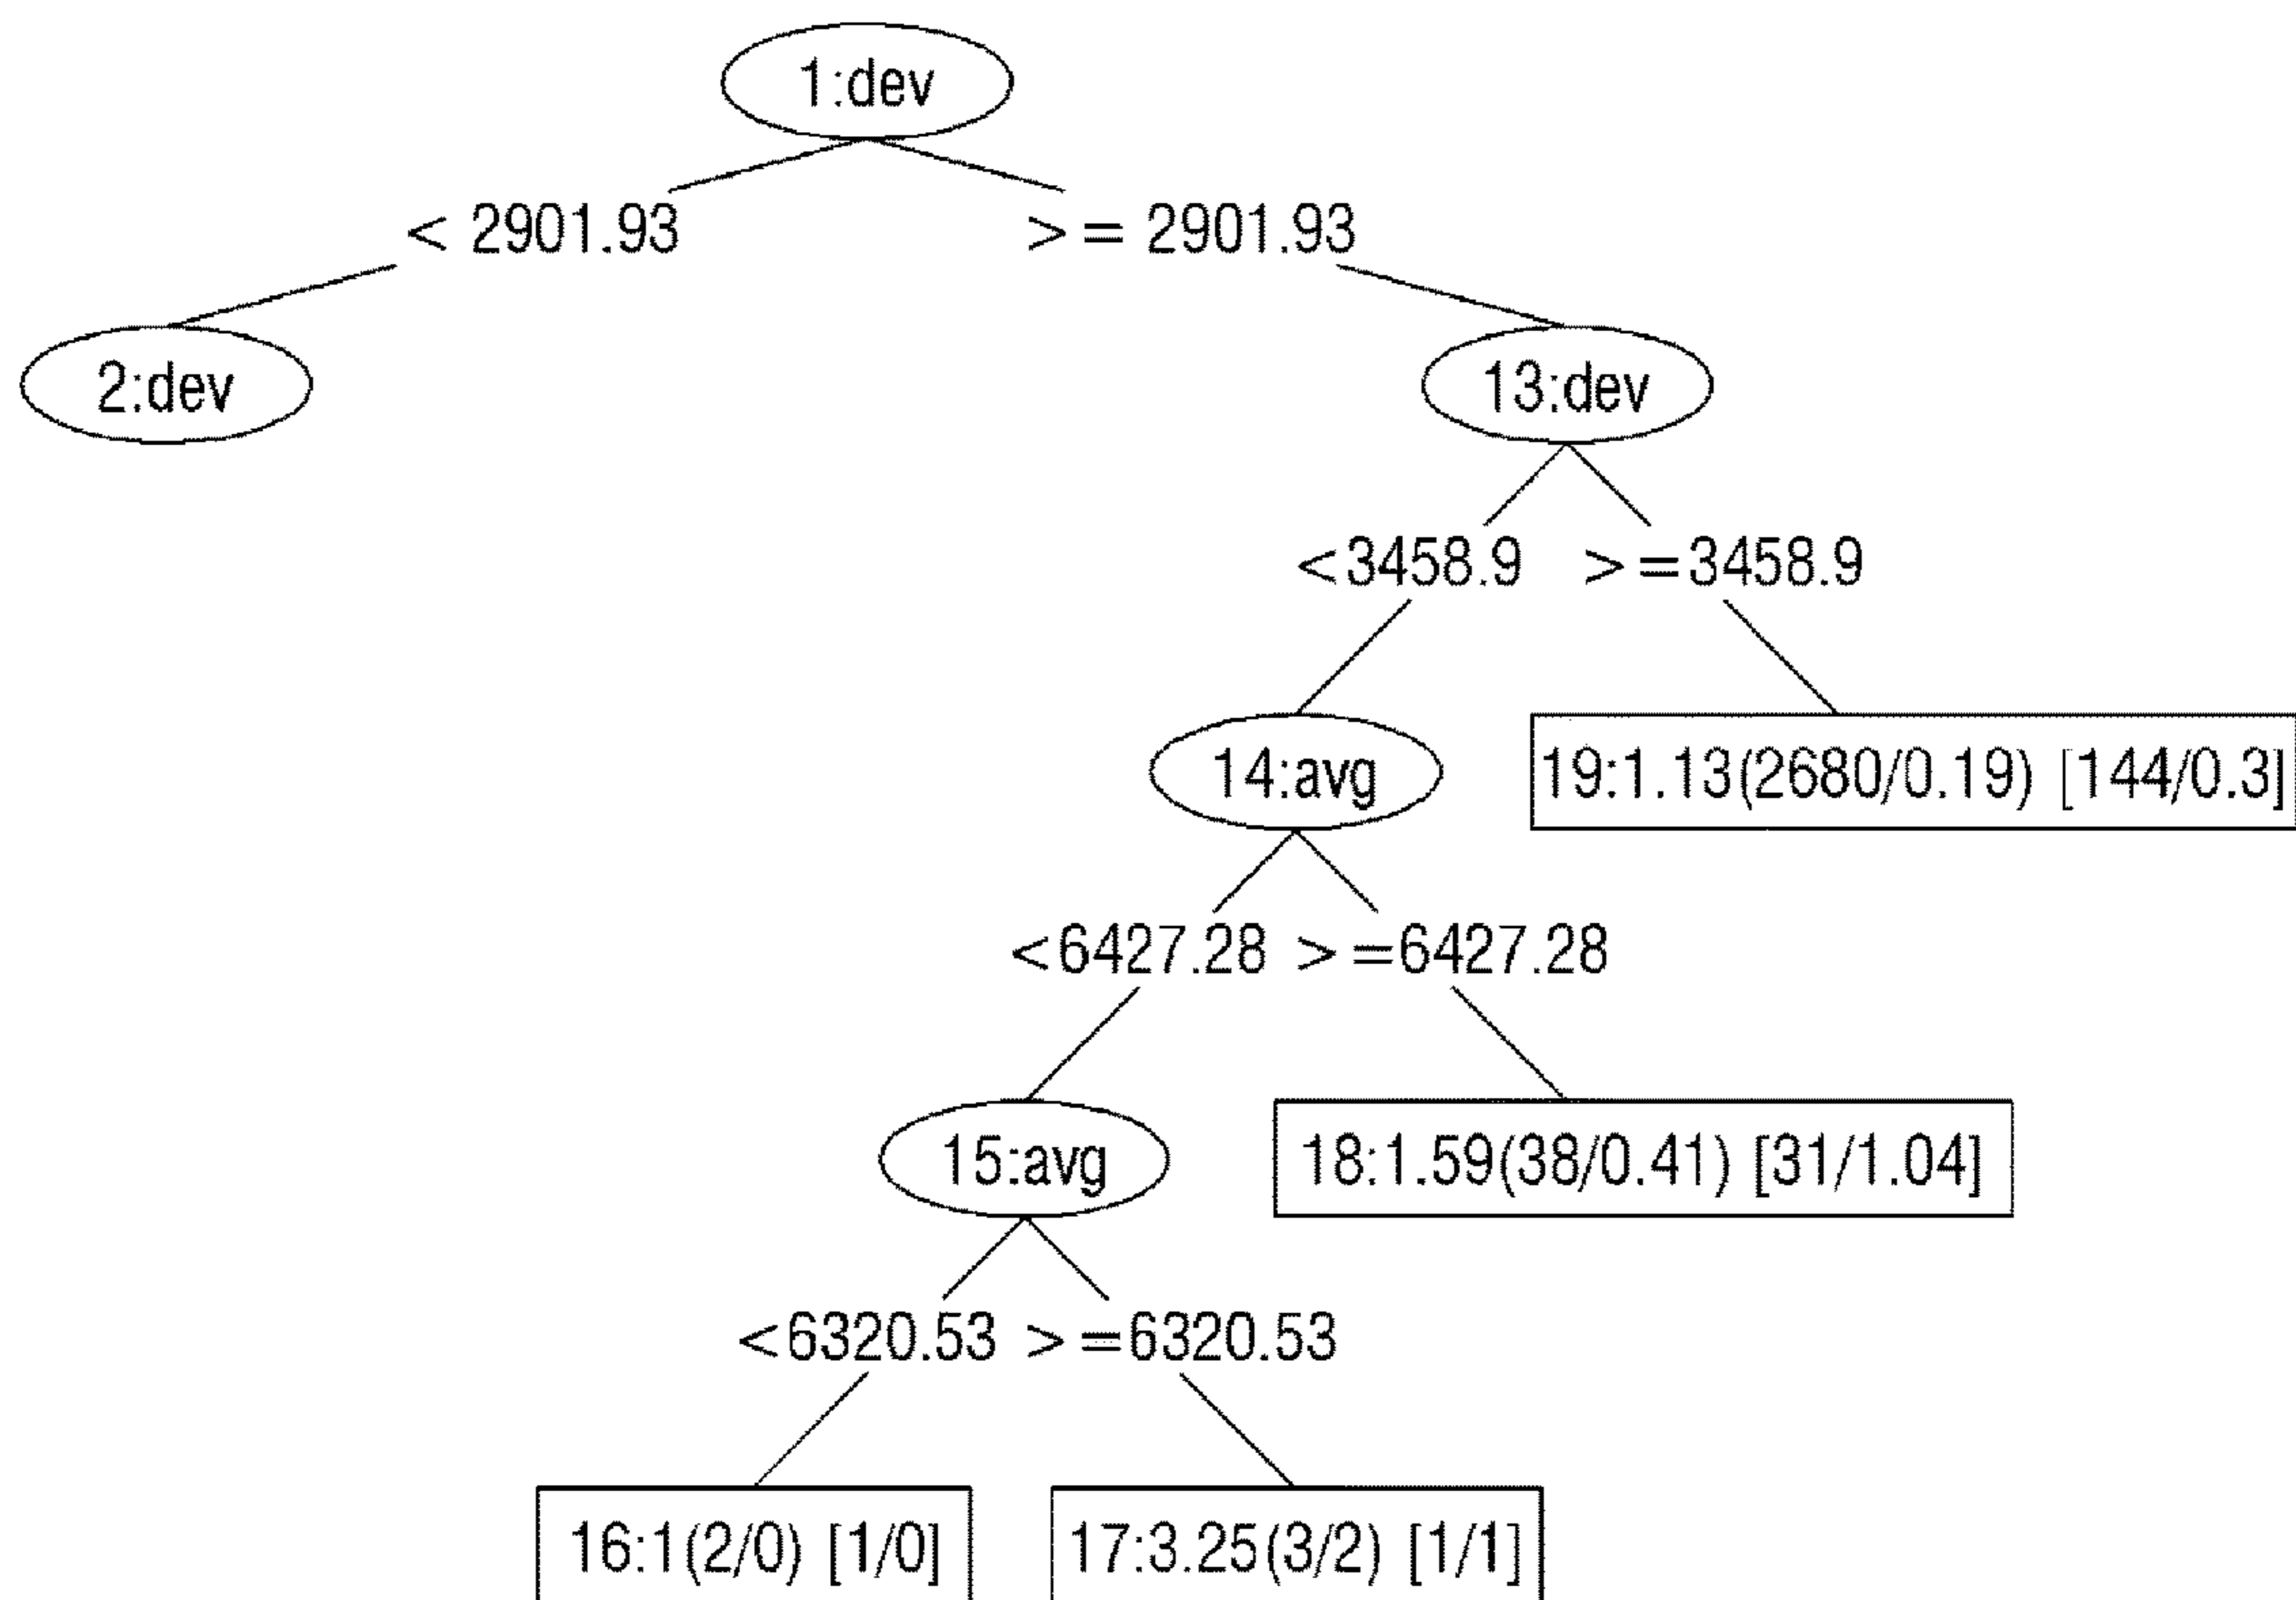 1:dev
< 2901.93 >= 2901.93
2:dev 13:dev
<3458.9 >=3458.9
14:avg 19:1.13(2680/0.19) [144/0.3]
<6427.28 >=6427.28
15:avg 18:1.59(38/0.41) [31/1.04]
<6320.53 >=6320.53
16:1(2/0) [1/0] 17:3.25(3/2) [1/1]